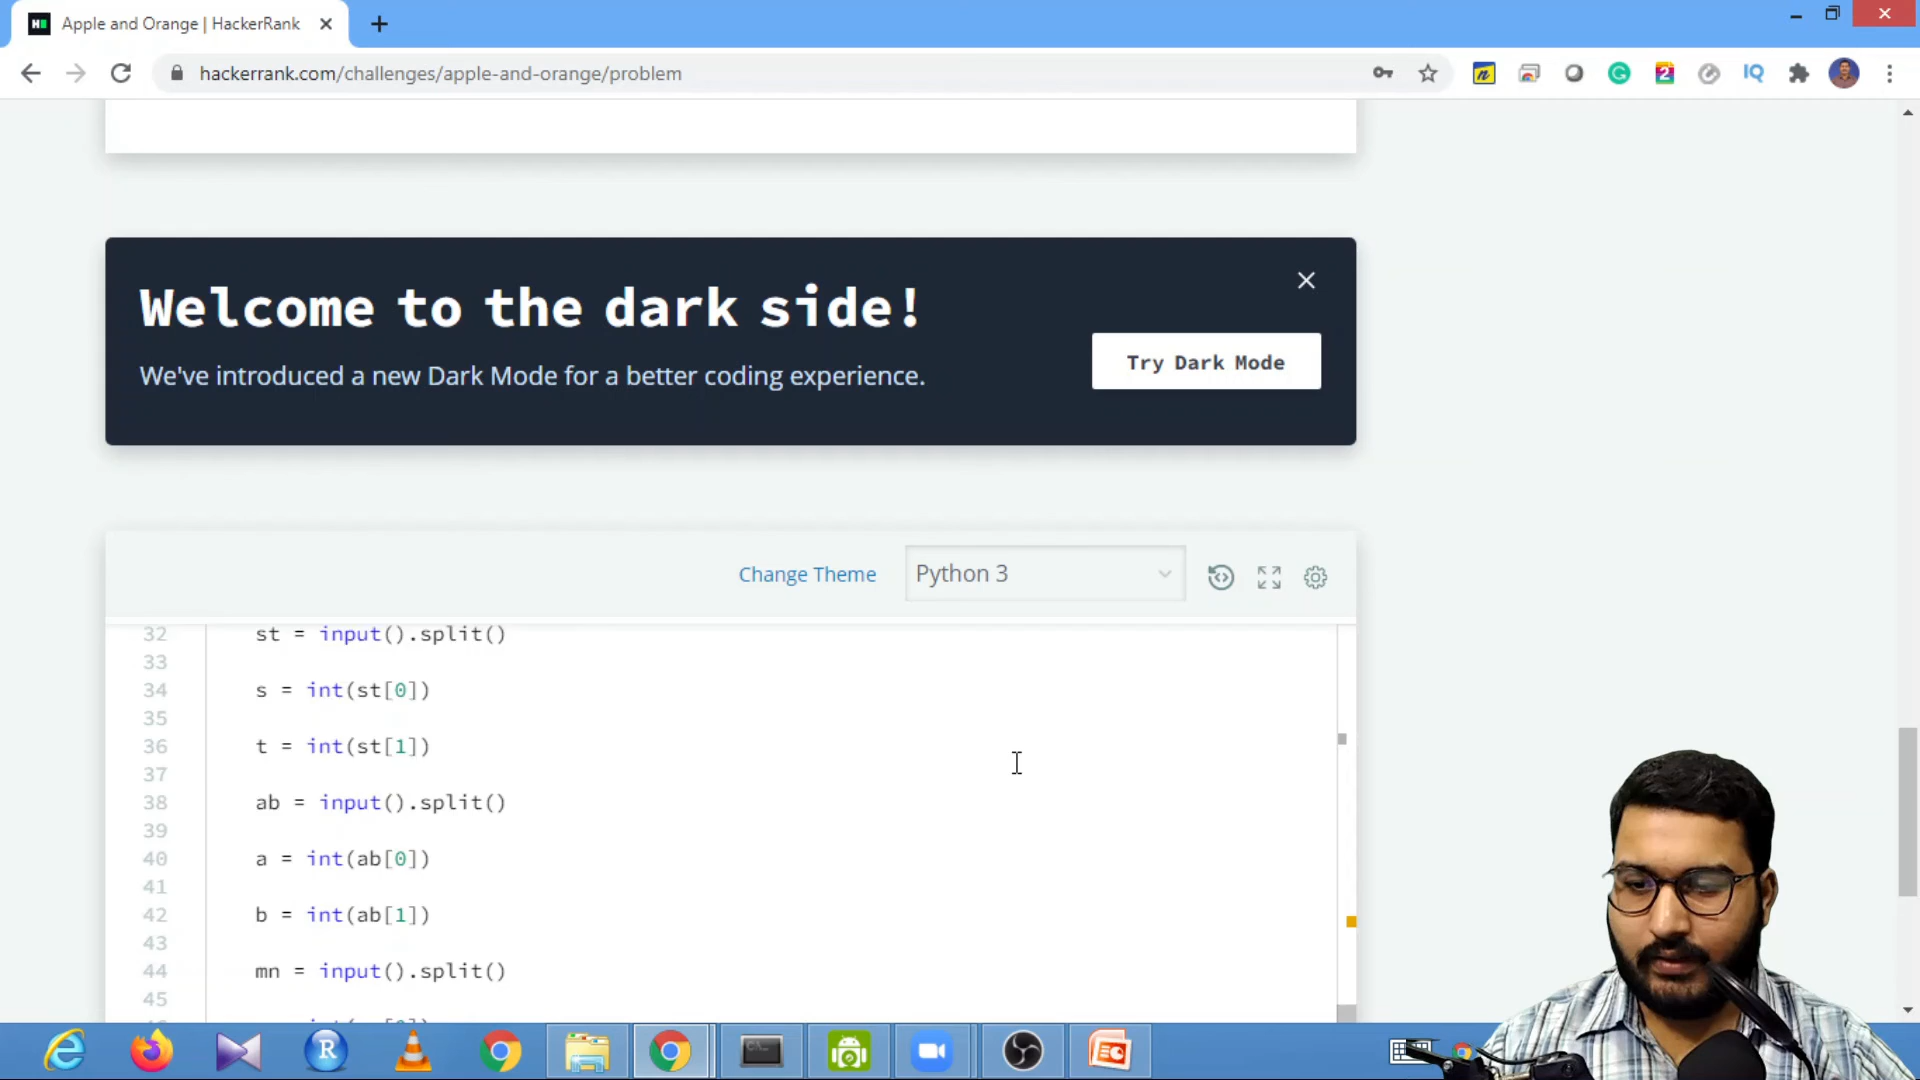 Apple and Orange | HackerRank
hackerrank.com/challenges/apple-and-orange/problem
IQ
Welcome to the dark side!
We've introduced a new Dark Mode for a better coding experience.
Try Dark Mode
Change Theme
Python 3
32 st = input().split()
33
34 s = int(st[0])
35
36 t = int(st[1])
37
38 ab = input().split()
39
40 a = int(ab[0])
41
42 b = int(ab[1])
43
44 mn = input().split()
45